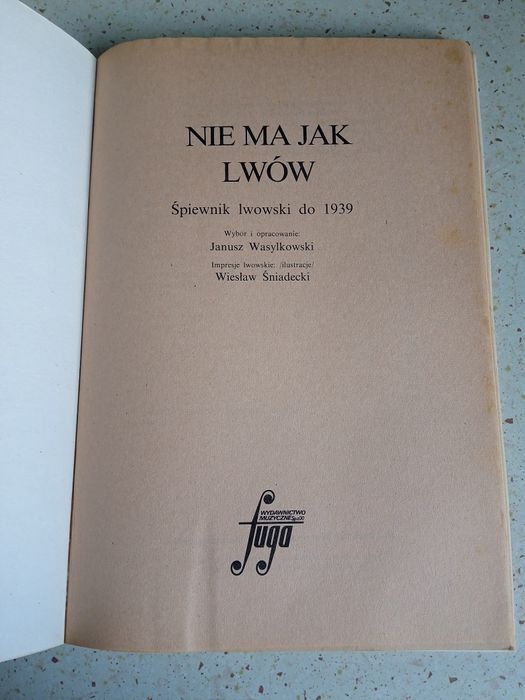 NIE MA JAK
LWÓW
Śpiewnik lwowski do 1939
Wybór i opracowanie:
Janusz Wasylkowski
Impresje lwowskie: /ilustracje/
Wiesław Śniadecki
WYDAWNICTWO
MUZYCZNE
fuga